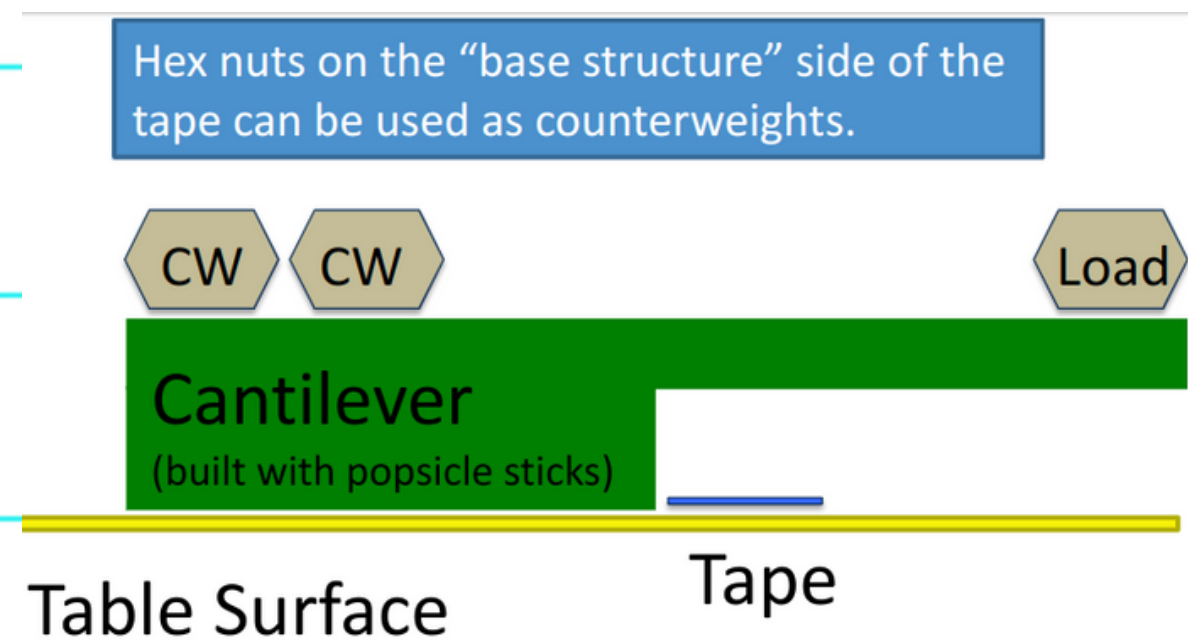 Hex nuts on the “base structure” side of the
tape can be used as counterweights.
CW CW Load
Cantilever
(built with popsicle sticks)
Tape
Table Surface